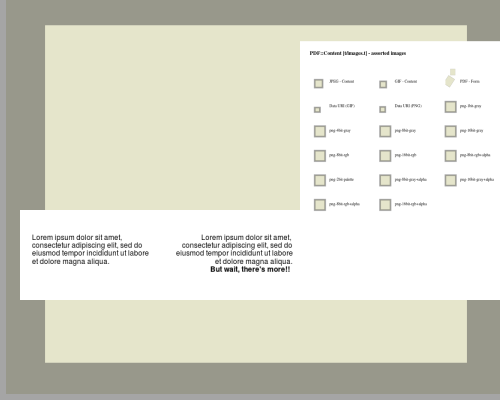 PDF::Content [t/images.t] - assorted images
JPEG - Content
GIF - Content
PDF - Form
Data URI (GIF)
Data URI (PNG)
png-1bit-gray
png-4bit-gray
png-8bit-gray
png-16bit-gray
png-8bit-rgb
png-16bit-rgb
png-8bit-rgb+alpha
png-2bit-palette
png-8bit-gray+alpha
png-16bit-gray+alpha
png-8bit-rgb+alpha
png-16bit-rgb+alpha
Lorem ipsum dolor sit amet,
consectetur adipiscing elit, sed do
eiusmod tempor incididunt ut labore
et dolore magna aliqua.
Lorem ipsum dolor sit amet,
consectetur adipiscing elit, sed do
eiusmod tempor incididunt ut labore
et dolore magna aliqua.
But wait, there's more!!